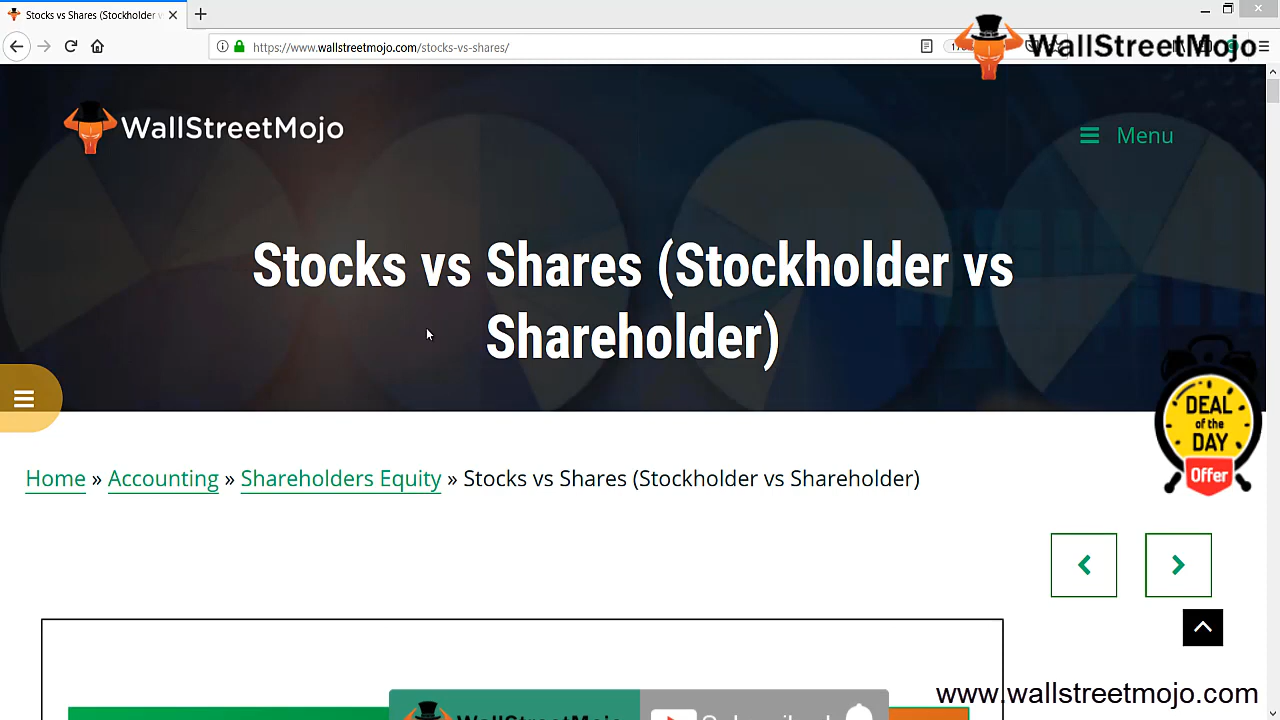 Stocks vs Shares (Stockholder v
https://www.wallstreetmojo.com/stocks-vs-shares/
WallStreetMojo
WallStreetMojo
Menu
Stocks vs Shares (Stockholder vs
Shareholder)
DEAL
of the
DAY
Offer
Home » Accounting » Shareholders Equity » Stocks vs Shares (Stockholder vs Shareholder)
www.wallstreetmojo.com
WallStreetMojo